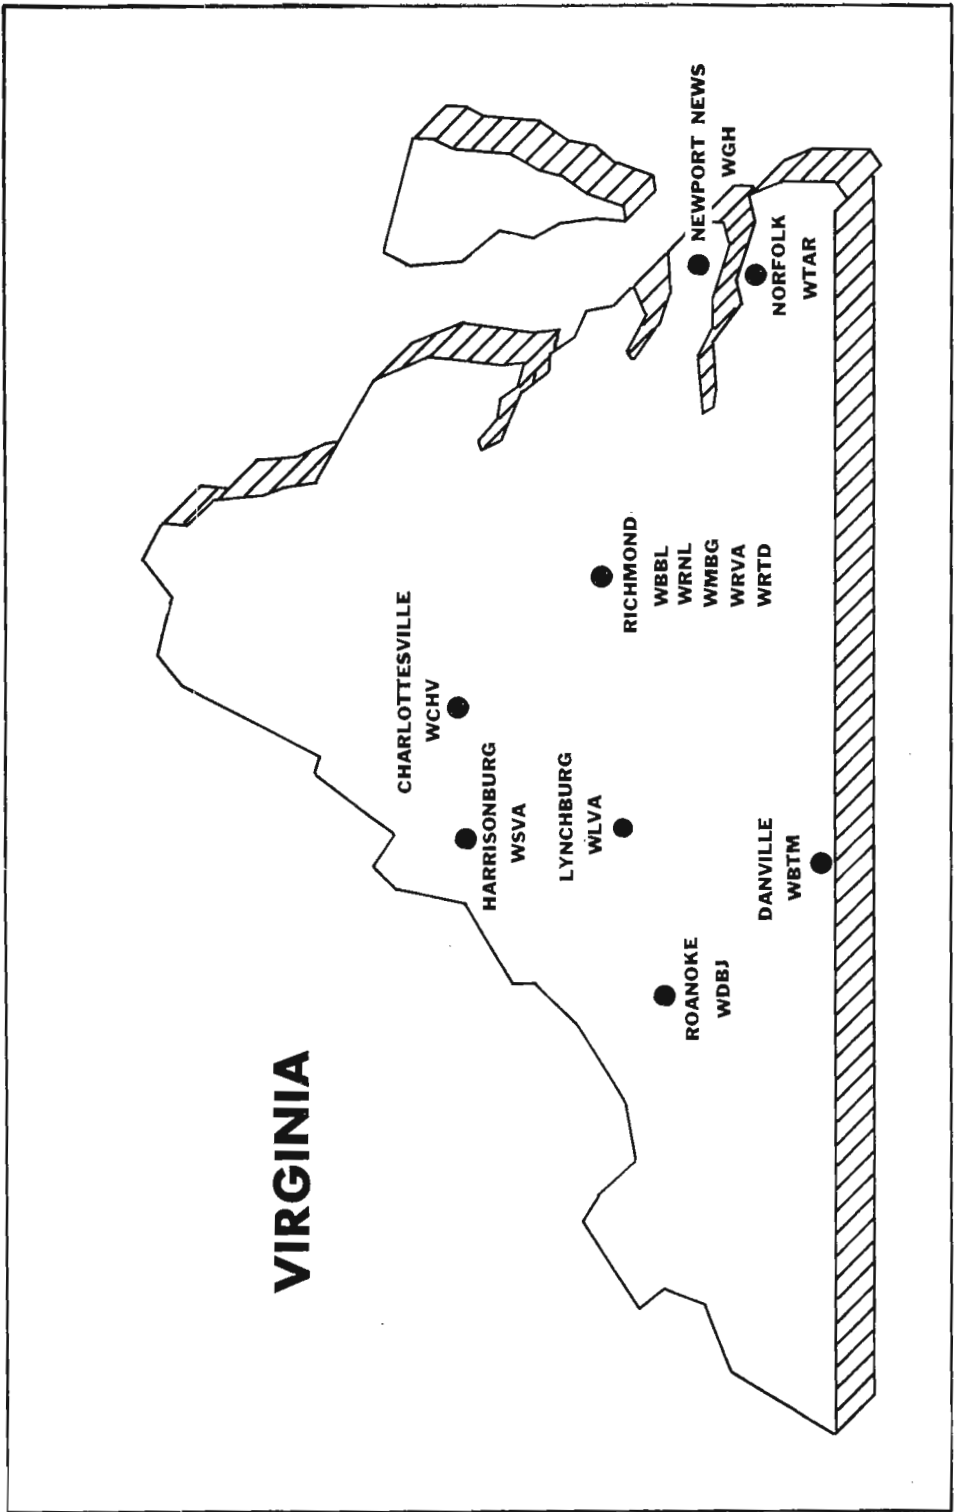 VIRGINIA
CHARLOTTESVILLE
WCHV
HARRISONBURG
WSVA
LYNCHBURG
WLVA
ROANOKE
WDBJ
DANVILLE
WBTM
RICHMOND
WBBL
WRNL
WMBG
WRVA
WRTD
NEWPORT NEWS
WGH
NORFOLK
WTAR